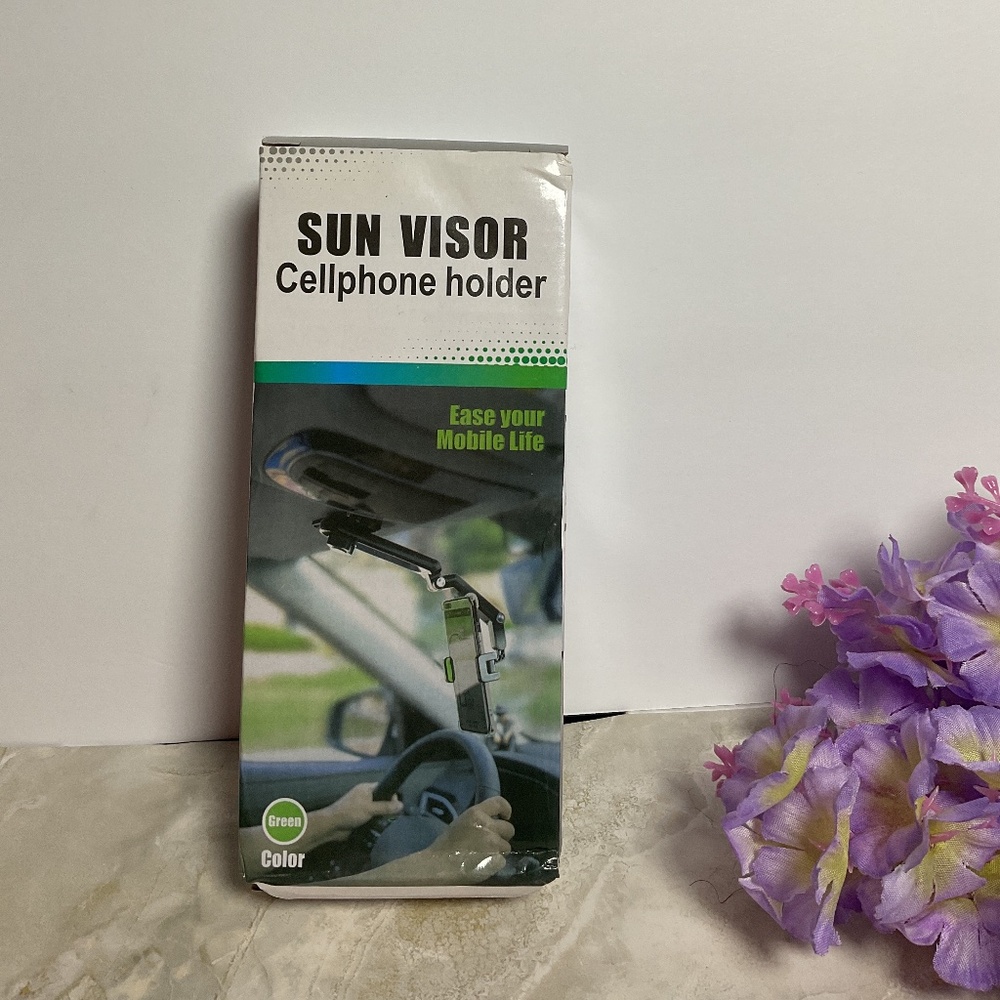 SUN VISOR
Cellphone holder
Ease your
Mobile Life
Green
Color